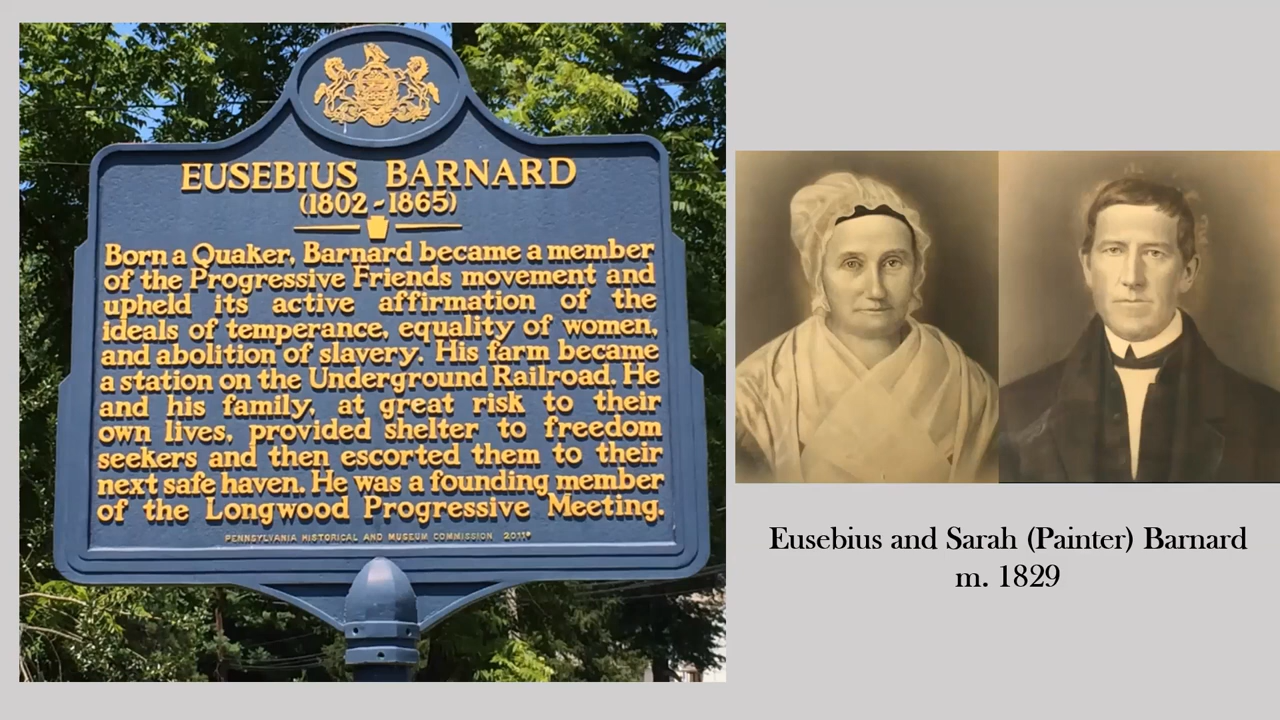 EUSEBIUS BARNARD
(1802-1865)
Born a Quaker, Barnard became a member
of the Progressive Friends movement and
upheld its active affirmation of the
ideals of temperance, equality of women,
and abolition of slavery. His farm became
a station on the Underground Railroad. He
and his family, at great risk to their
own lives, provided shelter to freedom
seekers and then escorted them to their
next safe haven. He was a founding member
of the Longwood Progressive Meeting.
PENNSYLVANIA HISTORICAL AND MUSEUM COMMISSION 2011
Eusebius and Sarah (Painter) Barnard
m. 1829